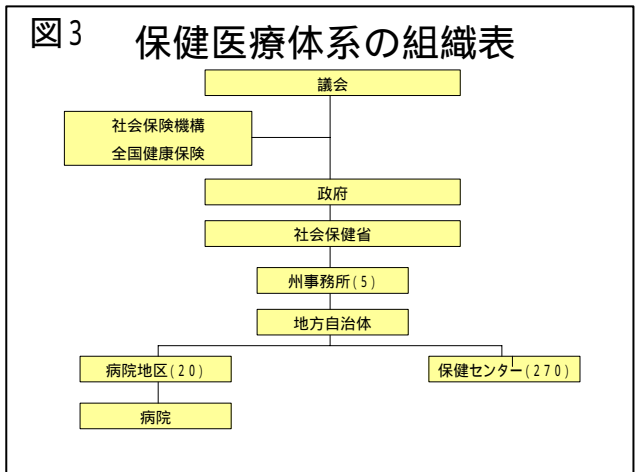 図3
保健医療体系の組織表
議会
社会保険機構
全国健康保険
政府
社会保健省
州事務所(5)
地方自治体
病院地区(20)
保健センター(270)
病院